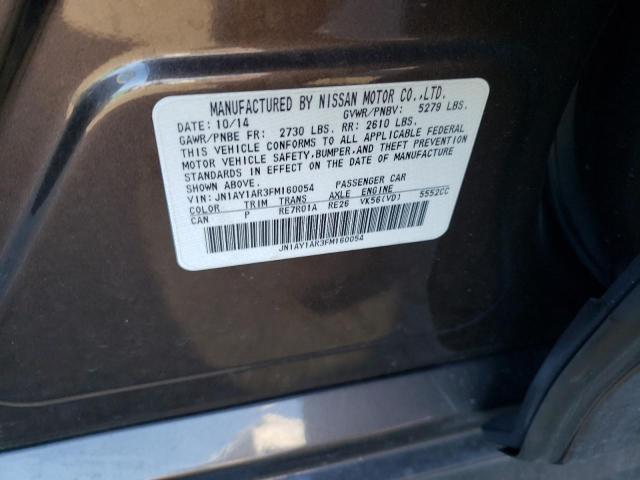 MANUFACTURED BY NISSAN MOTOR CO.,LTD.
DATE: 10/14 GVWR/PNBV: 5279 LBS.
GAWR/PNBE FR: 2730 LBS. RR: 2610 LBS.
THIS VEHICLE CONFORMS TO ALL APPLICABLE FEDERAL
MOTOR VEHICLE SAFETY, BUMPER, AND THEFT PREVENTION
STANDARDS IN EFFECT ON THE DATE OF MANUFACTURE
SHOWN ABOVE.
VIN: JN1AY1AR3FM160054 PASSENGER CAR
COLOR TRIM TRANS AXLE ENGINE
CAN P RE7R01A RE26 VK56(VD) 5552CC
JN1AY1AR3FM160054